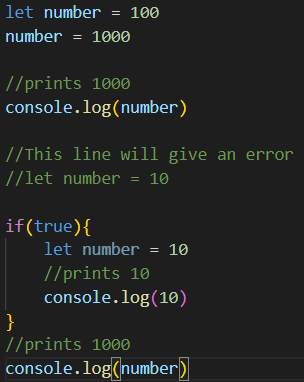 let number = 100
number = 1000
//prints 1000
console.log(number)
//This line will give an error
//let number = 10
if(true){
    let number = 10
    //prints 10
    console.log(10)
}
//prints 1000
console.log(number)